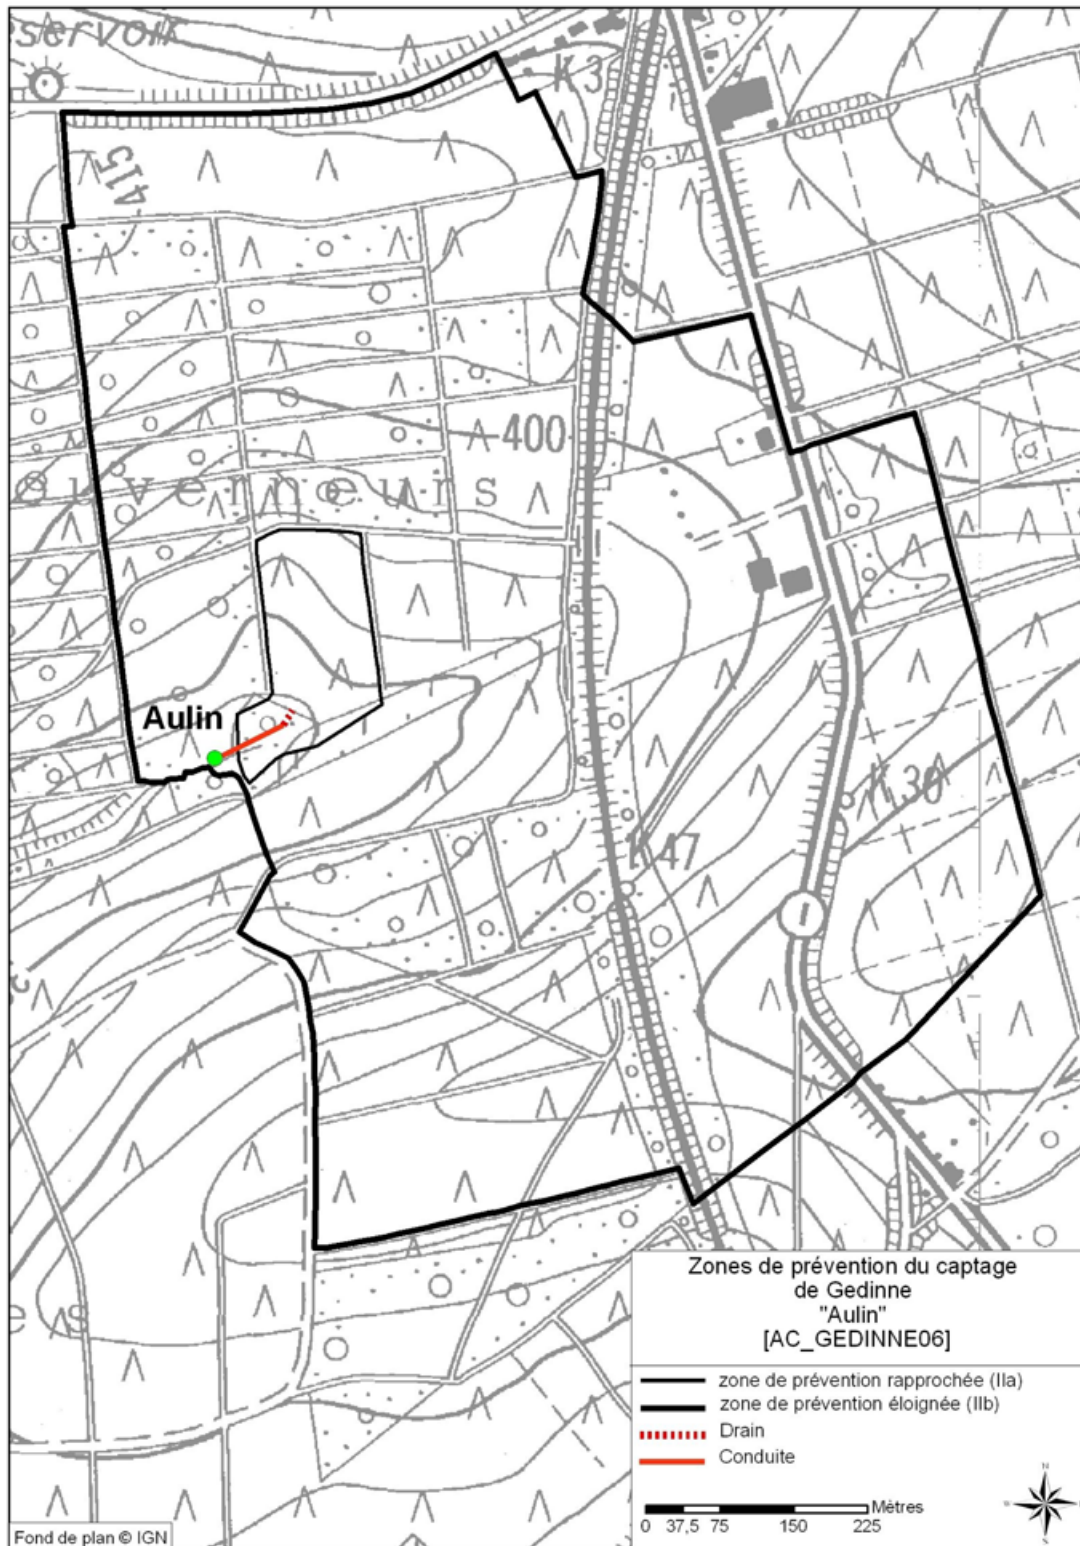 servoir
K 3
415
400
ouverneurs
Aulin
K 30
K 47
e s
Zones de prévention du captage
de Gedinne
"Aulin"
[AC_GEDINNE06]
zone de prévention rapprochée (IIa)
zone de prévention éloignée (IIb)
Drain
Conduite
Mètres
0 37,5 75 150 225
N
Fond de plan © IGN